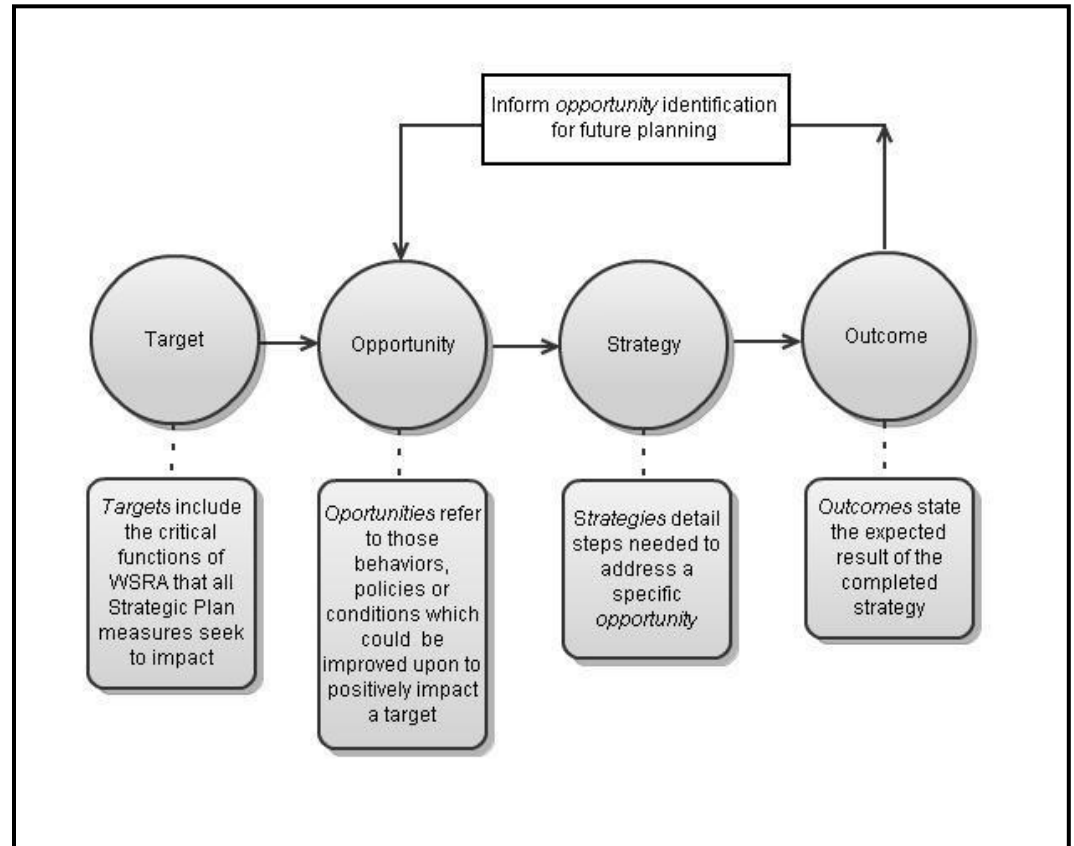 Inform opportunity identification
for future planning
Target
Opportunity
Strategy
Outcome
Targets include
the critical
functions of
WSRA that all
Strategic Plan
measures seek
to impact
Oportunities refer
to those
behaviors,
policies or
conditions which
could be
improved upon to
positively impact
a target
Strategies detail
steps needed to
address a
specific
opportunity
Outcomes state
the expected
result of the
completed
strategy